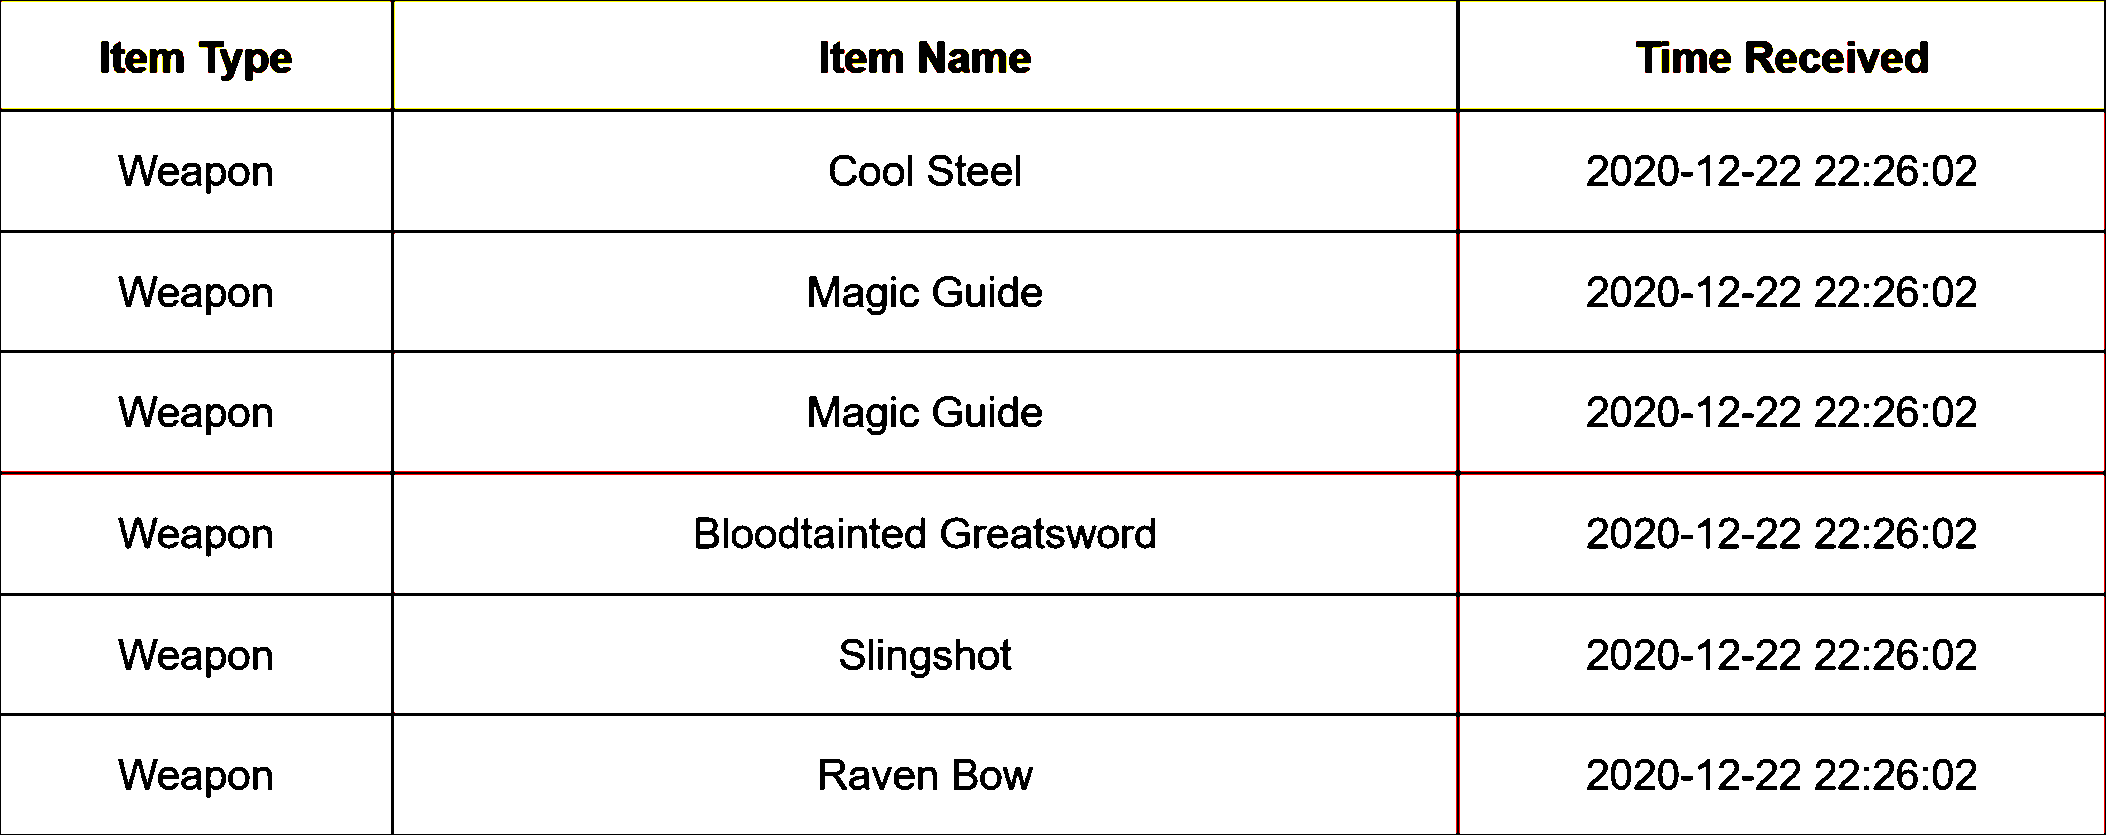 Item Type Item Name Time Received
Weapon Cool Steel 2020-12-22 22:26:02
Weapon Magic Guide 2020-12-22 22:26:02
Weapon Magic Guide 2020-12-22 22:26:02
Weapon Bloodtainted Greatsword 2020-12-22 22:26:02
Weapon Slingshot 2020-12-22 22:26:02
Weapon Raven Bow 2020-12-22 22:26:02